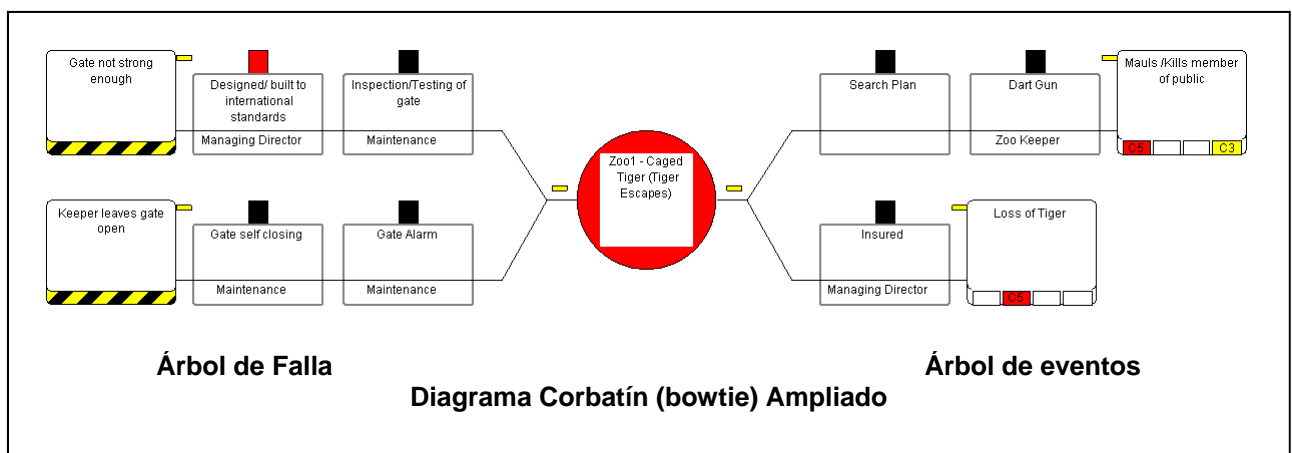 Gate not strong
enough
Designed/ built to
international
standards
Managing Director
Inspection/Testing of
gate
Maintenance
Keeper leaves gate
open
Gate self closing
Maintenance
Gate Alarm
Maintenance
Zoo1 - Caged
Tiger (Tiger
Escapes)
Search Plan
Dart Gun
Zoo Keeper
Mauls /Kills member
of public
C5
C3
Insured
Managing Director
Loss of Tiger
C5
Árbol de Falla
Árbol de eventos
Diagrama Corbatín (bowtie) Ampliado